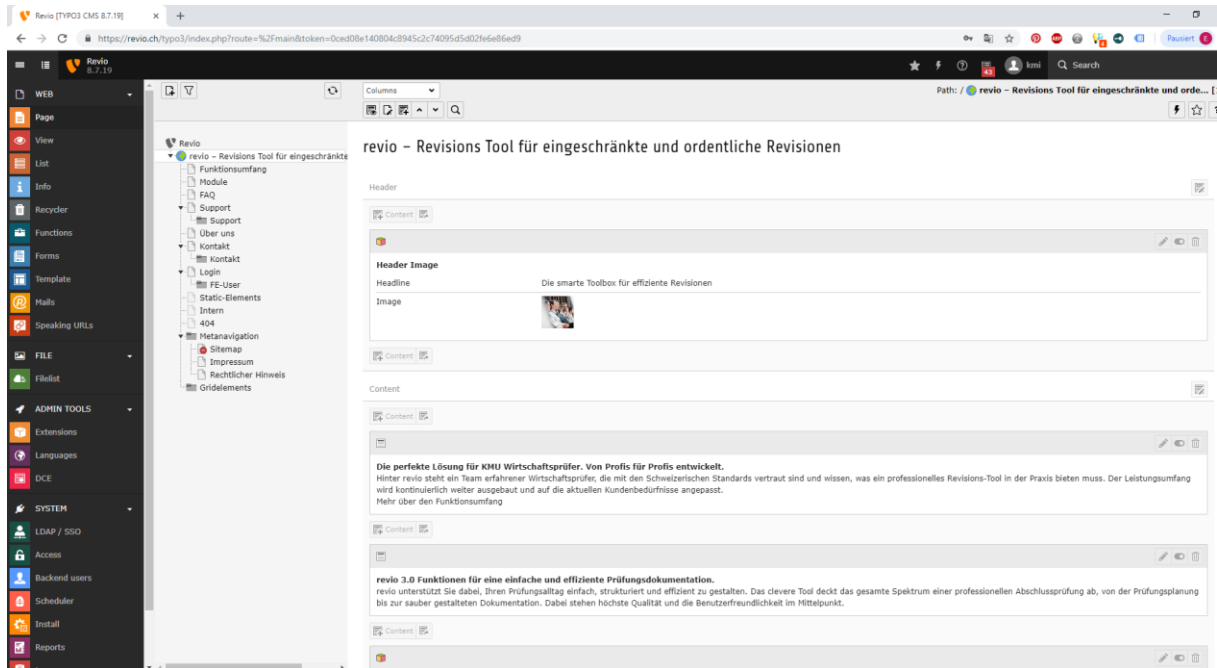 Revio [TYPO3 CMS 8.7.19]
https://revio.ch/typo3/index.php?route=%2Fmain&token=0ced08e140804c8945c2c74095d5d02fe6e86ed9
Pausiert E
Revio
8.7.19
43
kmi
Search
WEB
Page
View
List
Info
Recycler
Functions
Forms
Template
Mails
Speaking URLs
FILE
Filelist
ADMIN TOOLS
Extensions
Languages
DCE
SYSTEM
LDAP / SSO
Access
Backend users
Scheduler
Install
Reports
Revio
revio – Revisions Tool für eingeschränkte
Funktionsumfang
Module
FAQ
Support
Support
Über uns
Kontakt
Kontakt
Login
FE-User
Static-Elements
Intern
404
Metanavigation
Sitemap
Impressum
Rechtlicher Hinweis
Gridelements
Columns
Path: / revio – Revisions Tool für eingeschränkte und orde...
revio – Revisions Tool für eingeschränkte und ordentliche Revisionen
Header
Content
Header Image
Headline Die smarte Toolbox für effiziente Revisionen
Image
Content
Content
Content
Die perfekte Lösung für KMU Wirtschaftsprüfer. Von Profis für Profis entwickelt.
Hinter revio steht ein Team erfahrener Wirtschaftsprüfer, die mit den Schweizerischen Standards vertraut sind und wissen, was ein professionelles Revisions-Tool in der Praxis bieten muss. Der Leistungsumfang
wird kontinuierlich weiter ausgebaut und auf die aktuellen Kundenbedürfnisse angepasst.
Mehr über den Funktionsumfang
Content
revio 3.0 Funktionen für eine einfache und effiziente Prüfungsdokumentation.
revio unterstützt Sie dabei, Ihren Prüfungsalltag einfach, strukturiert und effizient zu gestalten. Das clevere Tool deckt das gesamte Spektrum einer professionellen Abschlussprüfung ab, von der Prüfungsplanung
bis zur sauber gestalteten Dokumentation. Dabei stehen höchste Qualität und die Benutzerfreundlichkeit im Mittelpunkt.
Content